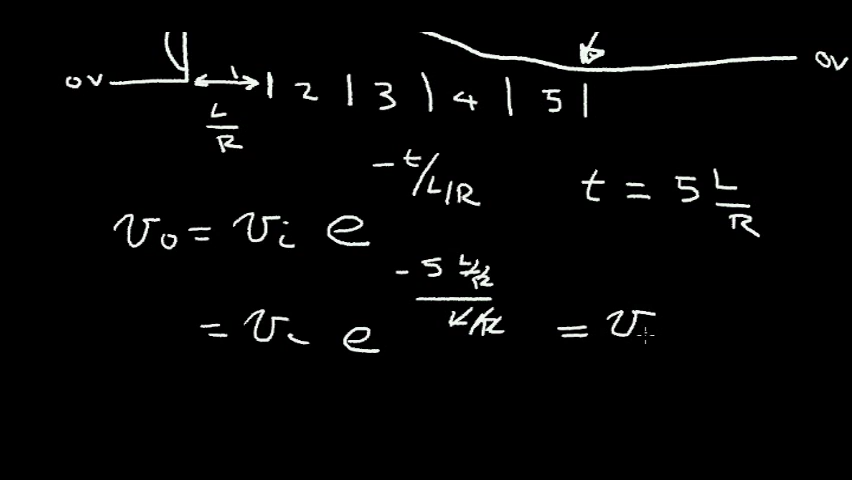 0V 0V
1 | 2 | 3 | 4 | 5 |
L/R
v₀ = vᵢ e^(-t/L/R) t = 5 L/R
= vᵢ e^(-5 L/R / L/R) = v